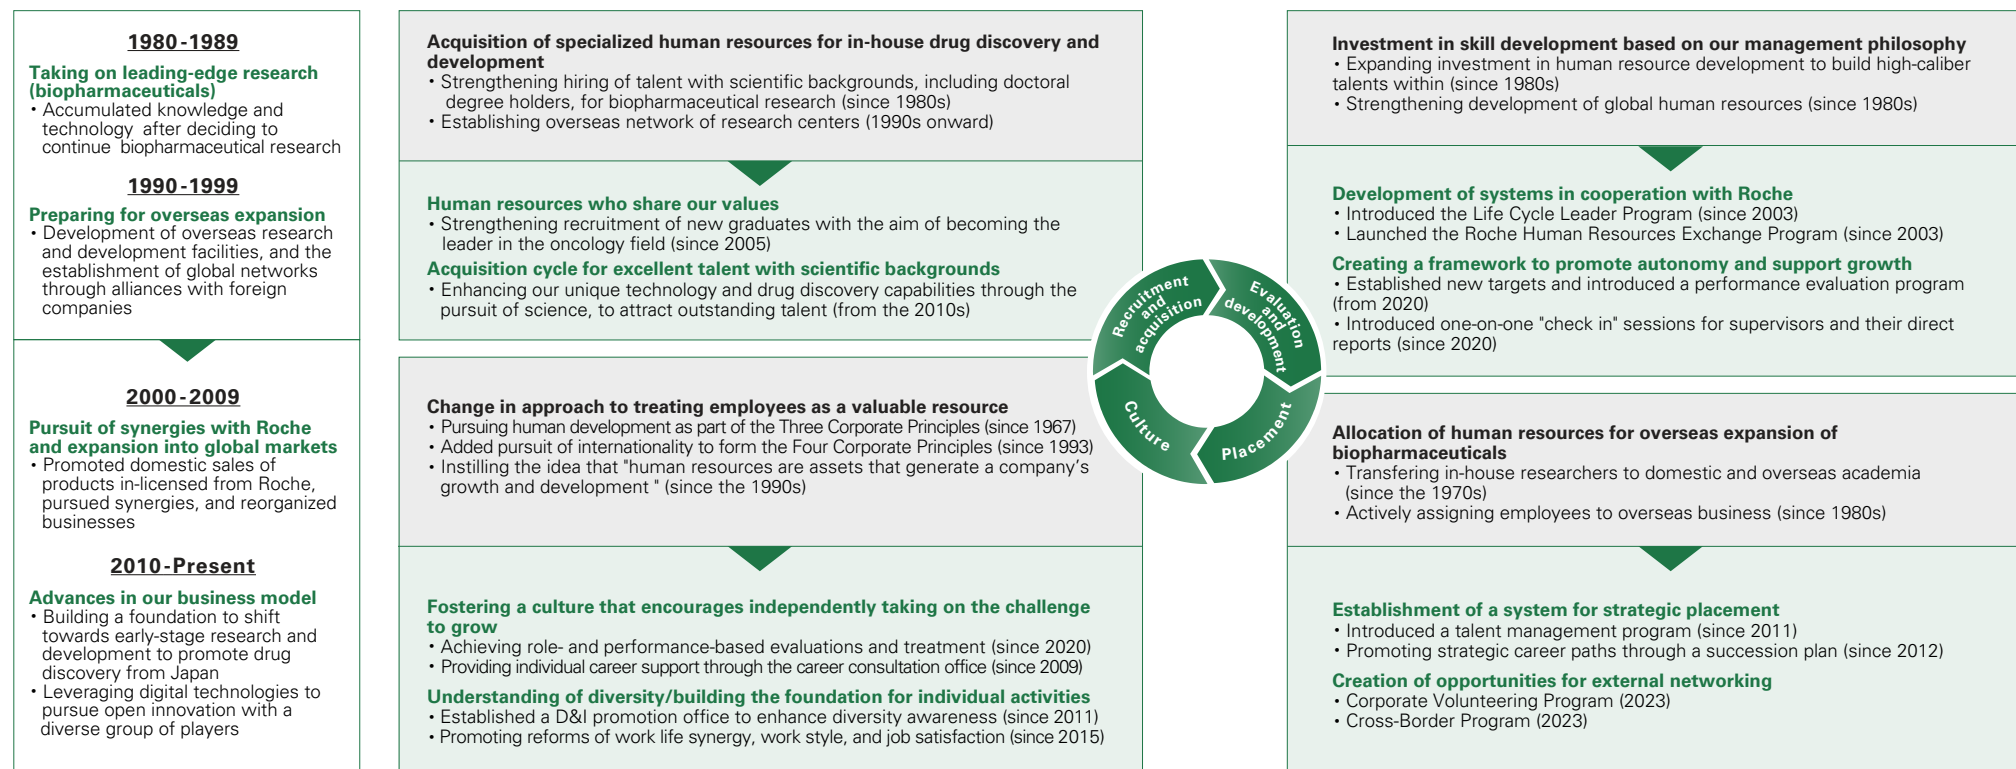 1980-1989
Taking on leading-edge research
(biopharmaceuticals)
• Accumulated knowledge and
technology after deciding to
continue biopharmaceutical research
1990-1999
Preparing for overseas expansion
• Development of overseas research
and development facilities, and the
establishment of global networks
through alliances with foreign
companies
2000-2009
Pursuit of synergies with Roche
and expansion into global markets
• Promoted domestic sales of
products in-licensed from Roche,
pursued synergies, and reorganized
businesses
2010-Present
Advances in our business model
• Building a foundation to shift
towards early-stage research and
development to promote drug
discovery from Japan
• Leveraging digital technologies to
pursue open innovation with a
diverse group of players
Acquisition of specialized human resources for in-house drug discovery and
development
• Strengthening hiring of talent with scientific backgrounds, including doctoral
degree holders, for biopharmaceutical research (since 1980s)
• Establishing overseas network of research centers (1990s onward)
Human resources who share our values
• Strengthening recruitment of new graduates with the aim of becoming the
leader in the oncology field (since 2005)
Acquisition cycle for excellent talent with scientific backgrounds
• Enhancing our unique technology and drug discovery capabilities through the
pursuit of science, to attract outstanding talent (from the 2010s)
Change in approach to treating employees as a valuable resource
• Pursuing human development as part of the Three Corporate Principles (since 1967)
• Added pursuit of internationality to form the Four Corporate Principles (since 1993)
• Instilling the idea that "human resources are assets that generate a company's
growth and development " (since the 1990s)
Fostering a culture that encourages independently taking on the challenge
to grow
• Achieving role- and performance-based evaluations and treatment (since 2020)
• Providing individual career support through the career consultation office (since 2009)
Understanding of diversity/building the foundation for individual activities
• Established a D&I promotion office to enhance diversity awareness (since 2011)
• Promoting reforms of work life synergy, work style, and job satisfaction (since 2015)
Recruitment
and
acquisition
Evaluation
and
development
Culture
Placement
Investment in skill development based on our management philosophy
• Expanding investment in human resource development to build high-caliber
talents within (since 1980s)
• Strengthening development of global human resources (since 1980s)
Development of systems in cooperation with Roche
• Introduced the Life Cycle Leader Program (since 2003)
• Launched the Roche Human Resources Exchange Program (since 2003)
Creating a framework to promote autonomy and support growth
• Established new targets and introduced a performance evaluation program
(from 2020)
• Introduced one-on-one "check in" sessions for supervisors and their direct
reports (since 2020)
Allocation of human resources for overseas expansion of
biopharmaceuticals
• Transfering in-house researchers to domestic and overseas academia
(since the 1970s)
• Actively assigning employees to overseas business (since 1980s)
Establishment of a system for strategic placement
• Introduced a talent management program (since 2011)
• Promoting strategic career paths through a succession plan (since 2012)
Creation of opportunities for external networking
• Corporate Volunteering Program (2023)
• Cross-Border Program (2023)